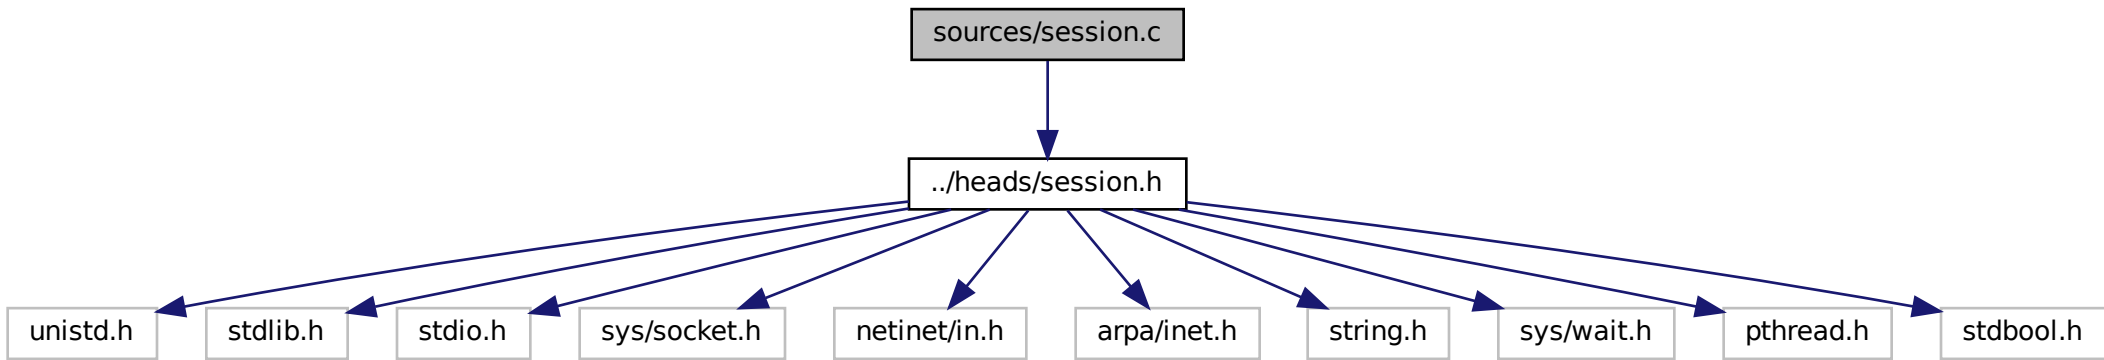 sources/session.c
../heads/session.h
unistd.h
stdlib.h
stdio.h
sys/socket.h
netinet/in.h
arpa/inet.h
string.h
sys/wait.h
pthread.h
stdbool.h